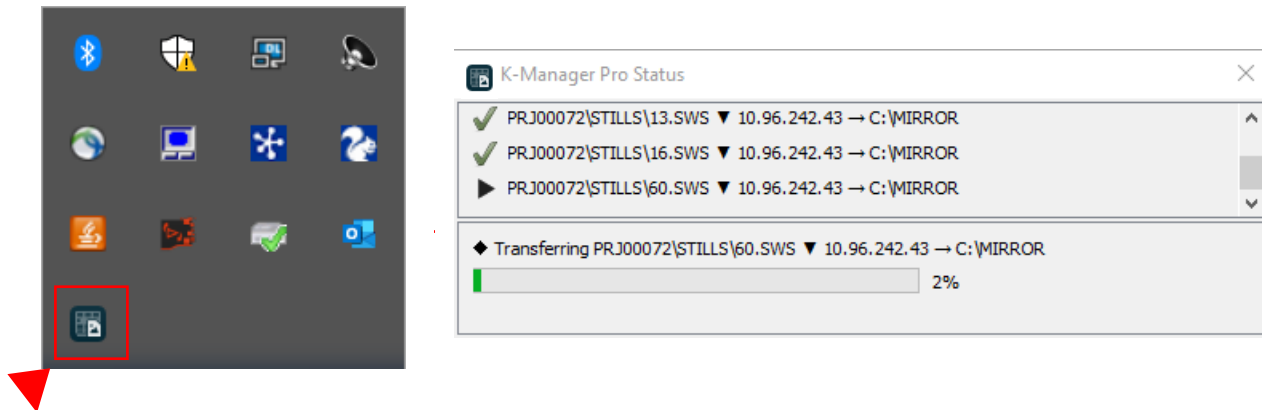 DL
K-Manager Pro Status
PRJ00072\STILLS\13.SWS ▼ 10.96.242.43 → C:\MIRROR
PRJ00072\STILLS\16.SWS ▼ 10.96.242.43 → C:\MIRROR
PRJ00072\STILLS\60.SWS ▼ 10.96.242.43 → C:\MIRROR
Transferring PRJ00072\STILLS\60.SWS ▼ 10.96.242.43 → C:\MIRROR
2%